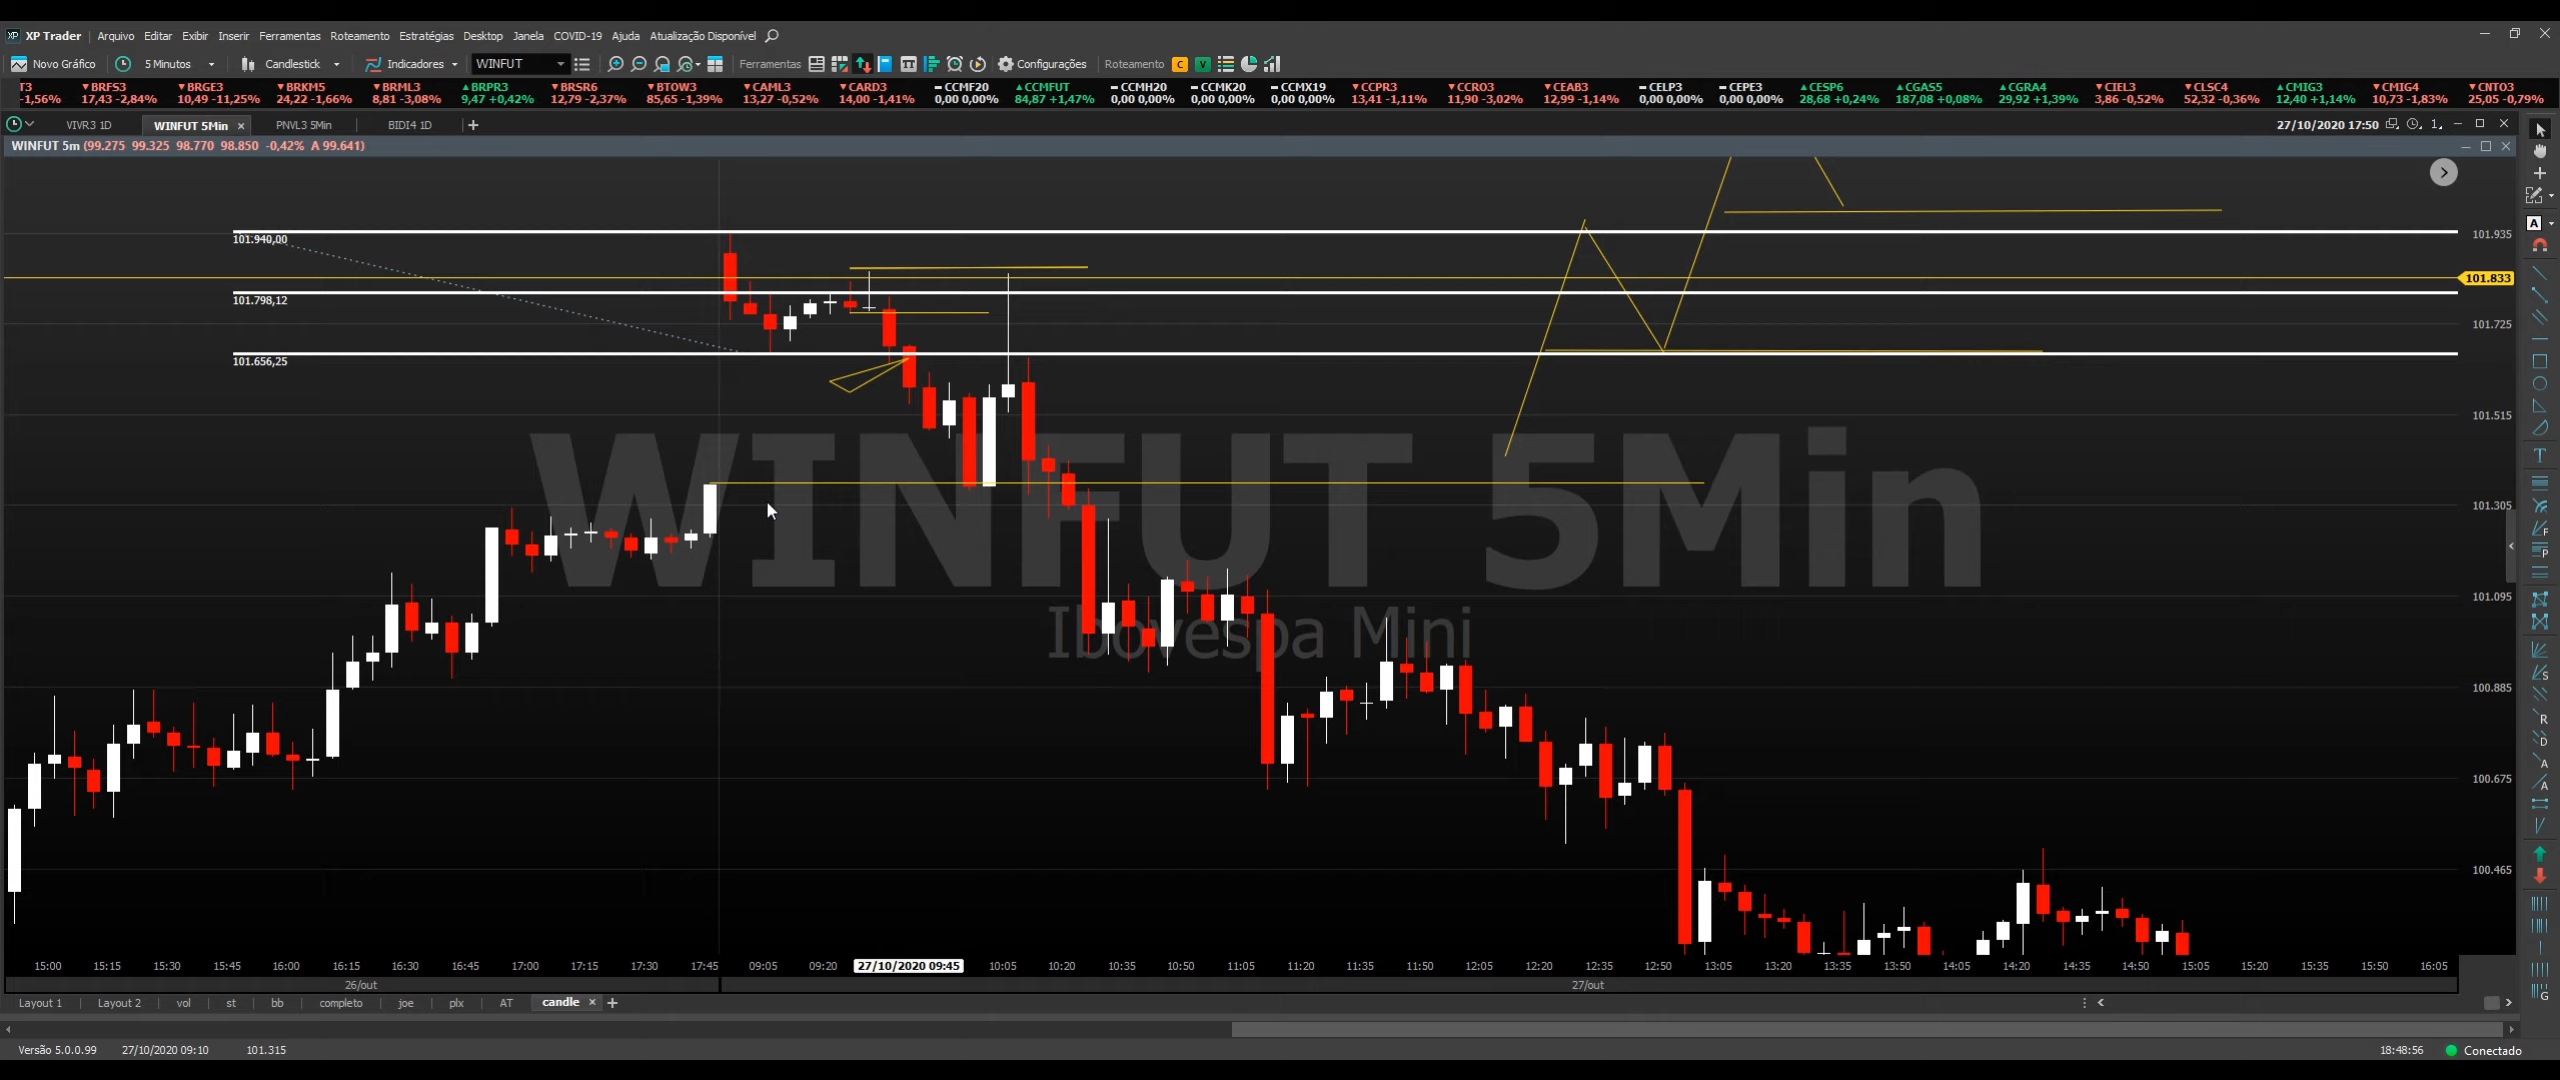 XP XP Trader Arquivo Editar Exibir Inserir Ferramentas Roteamento Estratégias Desktop Janela COVID-19 Ajuda Atualização Disponível
Novo Gráfico 5 Minutos Candlestick Indicadores WINFUT Ferramentas TT Configurações Roteamento C V
T3 BRFS3 BRGE3 BRKM5 BRML3 BRPR3 BRSR6 BTOW3 CAML3 CARD3 CCMF20 CCMFUT CCMH20 CCMK20 CCMX19 CCPR3 CCRO3 CEAB3 CELP3 CEPE3 CESP6 CGAS5 CGRA4 CIEL3 CLSC4 CMIG3 CMIG4 CNTO3
-1,56% 17,43 -2,84% 10,49 -11,25% 24,22 -1,66% 8,81 -3,08% 9,47 +0,42% 12,79 -2,37% 85,65 -1,39% 13,27 -0,52% 14,00 -1,41% 0,00 0,00% 84,87 +1,47% 0,00 0,00% 0,00 0,00% 0,00 0,00% 13,41 -1,11% 11,90 -3,02% 12,99 -1,14% 0,00 0,00% 0,00 0,00% 28,68 +0,24% 187,08 +0,08% 29,92 +1,39% 3,86 -0,52% 52,32 -0,36% 12,40 +1,14% 10,73 -1,83% 25,05 -0,79%
VIVR3 1D WINFUT 5Min PNVL3 5Min BIDI4 1D 27/10/2020 17:50
WINFUT 5m (99.275 99.325 98.770 98.850 -0,42% A 99.641)
101.940,00 101.935
101.833
101.798,12
101.725
101.656,25
101.515
WINFUT 5Min
101.305
101.095
Ibovespa Mini
100.885
100.675
100.465
15:00 15:15 15:30 15:45 16:00 16:15 16:30 16:45 17:00 17:15 17:30 17:45 09:05 09:20 27/10/2020 09:45 10:05 10:20 10:35 10:50 11:05 11:20 11:35 11:50 12:05 12:20 12:35 12:50 13:05 13:20 13:35 13:50 14:05 14:20 14:35 14:50 15:05 15:20 15:35 15:50 16:05
26/out 27/out
Layout 1 Layout 2 vol st bb completo joe plx AT candle
Versão 5.0.0.99 27/10/2020 09:10 101.315 18:48:56 Conectado